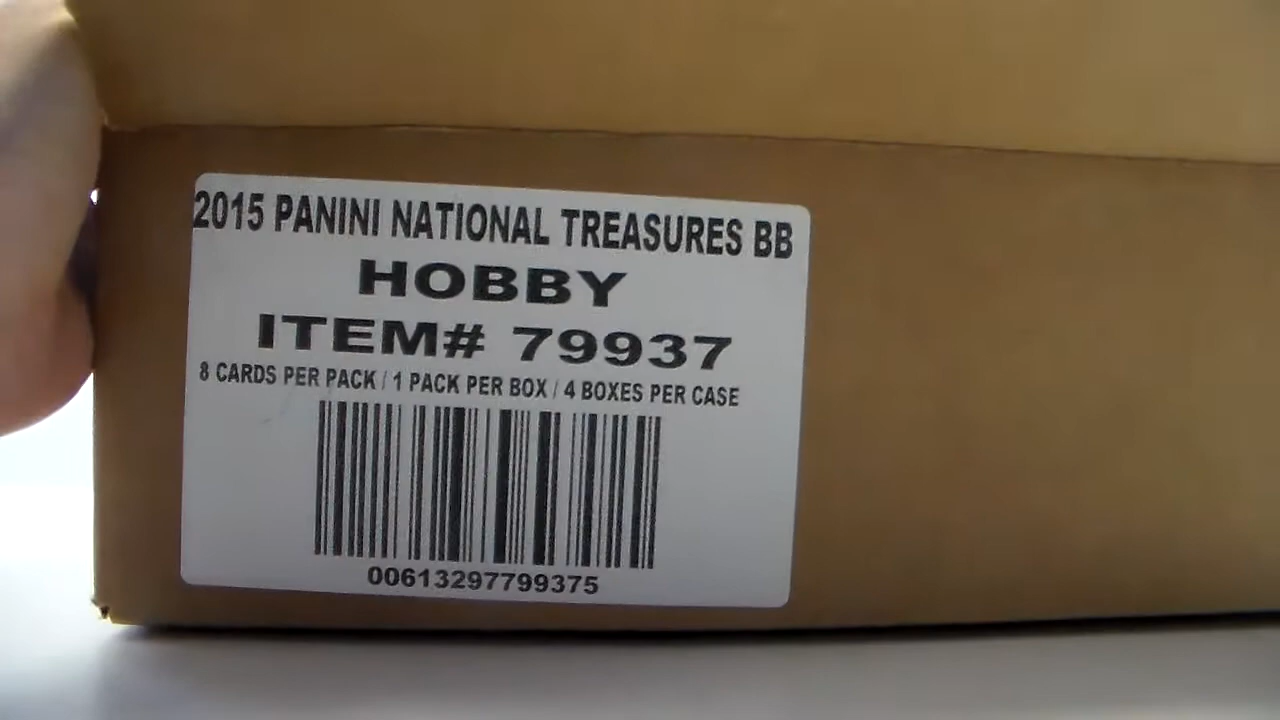 2015 PANINI NATIONAL TREASURES BB
HOBBY
ITEM# 79937
8 CARDS PER PACK / 1 PACK PER BOX / 4 BOXES PER CASE
00613297799375